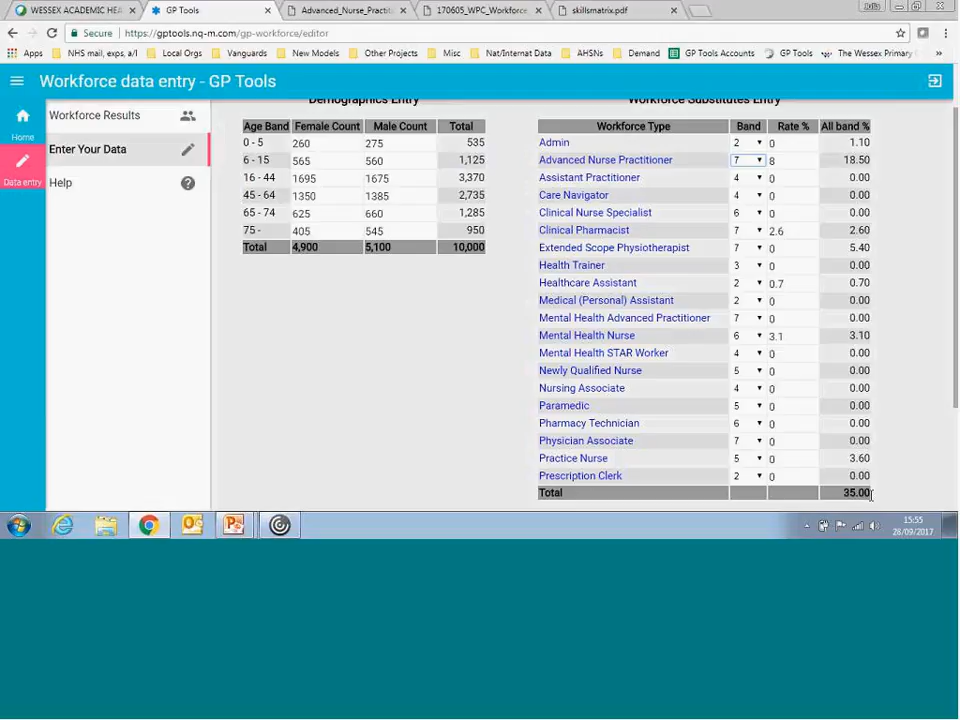 WESSEX ACADEMIC HEA
GP Tools
Advanced_Nurse_Practiti
170605_WPC_Workforce
skillsmatrix.pdf
Secure https://gptools.nq-m.com/gp-workforce/editor
Apps NHS mail, exps, a/l Local Orgs Vanguards New Models Other Projects Misc Nat/Internat Data AHSNs Demand GP Tools Accounts GP Tools The Wessex Primary
Workforce data entry - GP Tools
Home
Data entry
Workforce Results
Enter Your Data
Help
Demographics Entry
Age Band Female Count Male Count Total
0 - 5 260 275 535
6 - 15 565 560 1,125
16 - 44 1695 1675 3,370
45 - 64 1350 1385 2,735
65 - 74 625 660 1,285
75 - 405 545 950
Total 4,900 5,100 10,000
Workforce Substitutes Entry
Workforce Type Band Rate % All band %
Admin 2 0 1.10
Advanced Nurse Practitioner 7 8 18.50
Assistant Practitioner 4 0 0.00
Care Navigator 4 0 0.00
Clinical Nurse Specialist 6 0 0.00
Clinical Pharmacist 7 2.6 2.60
Extended Scope Physiotherapist 7 0 5.40
Health Trainer 3 0 0.00
Healthcare Assistant 2 0.7 0.70
Medical (Personal) Assistant 2 0 0.00
Mental Health Advanced Practitioner 7 0 0.00
Mental Health Nurse 6 3.1 3.10
Mental Health STAR Worker 4 0 0.00
Newly Qualified Nurse 5 0 0.00
Nursing Associate 4 0 0.00
Paramedic 5 0 0.00
Pharmacy Technician 6 0 0.00
Physician Associate 7 0 0.00
Practice Nurse 5 0 3.60
Prescription Clerk 2 0 0.00
Total 35.00
15:55
28/09/2017